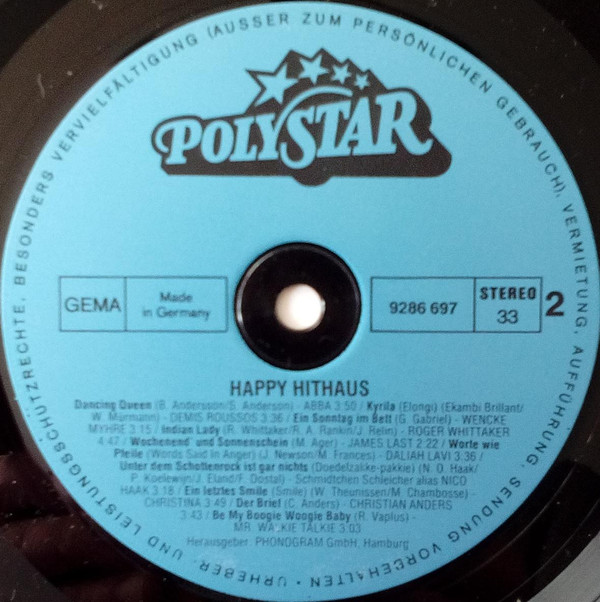 URHEBER- UND LEISTUNGSSCHUTZRECHTE, BESONDERS VERVIELFÄLTIGUNG (AUSSER ZUM PERSÖNLICHEN GEBRAUCH), VERMIETUNG, AUFFÜHRUNG, SENDUNG VORBEHALTEN •
POLYSTAR
GEMA
Made
in Germany
9286 697
STEREO
33
2
HAPPY HITHAUS
Dancing Queen (B. Andersson/S. Anderson) - ABBA 3.50 / Kyrila (Elongi) (Ekambi Brillant/
W. Murmann) - DEMIS ROUSSOS 3.36 / Ein Sonntag im Bett (G. Gabriel) - WENCKE
MYHRE 3.15 / Indian Lady (R. Whittaker/R. A. Rankin/J. Helin) - ROGER WHITTAKER
4.47 / Wochenend' und Sonnenschein (M. Ager) - JAMES LAST 2.22 / Worte wie
Pfeile (Words Said In Anger) (J. Newson/M. Frances) - DALIAH LAVI 3.36 /
Unter dem Schottenrock ist gar nichts (Doedelzakke-pakkie) (N. O. Haak/
P. Koelewijn/J. Eland/F. Dostal) - Schmidtchen Schleicher alias NICO
HAAK 3.18 / Ein letztes Smile (Smile) (W. Theunissen/M. Chambosse) -
CHRISTINA 3.49 / Der Brief (C. Anders) - CHRISTIAN ANDERS
3.43 / Be My Boogie Woogie Baby (R. Vaplus) -
MR. WA_KIE TALKIE 3.03
Herausgeber: PHONOGRAM GmbH, Hamburg